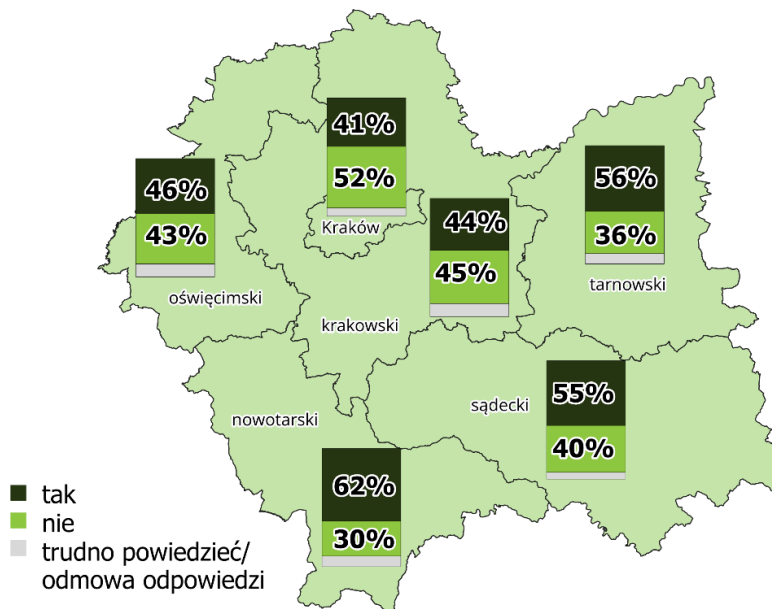 41%
52%
Kraków
46%
43%
oświęcimski
56%
36%
tarnowski
44%
45%
krakowski
55%
40%
sądecki
nowotarski
62%
30%
tak
nie
trudno powiedzieć/
odmowa odpowiedzi